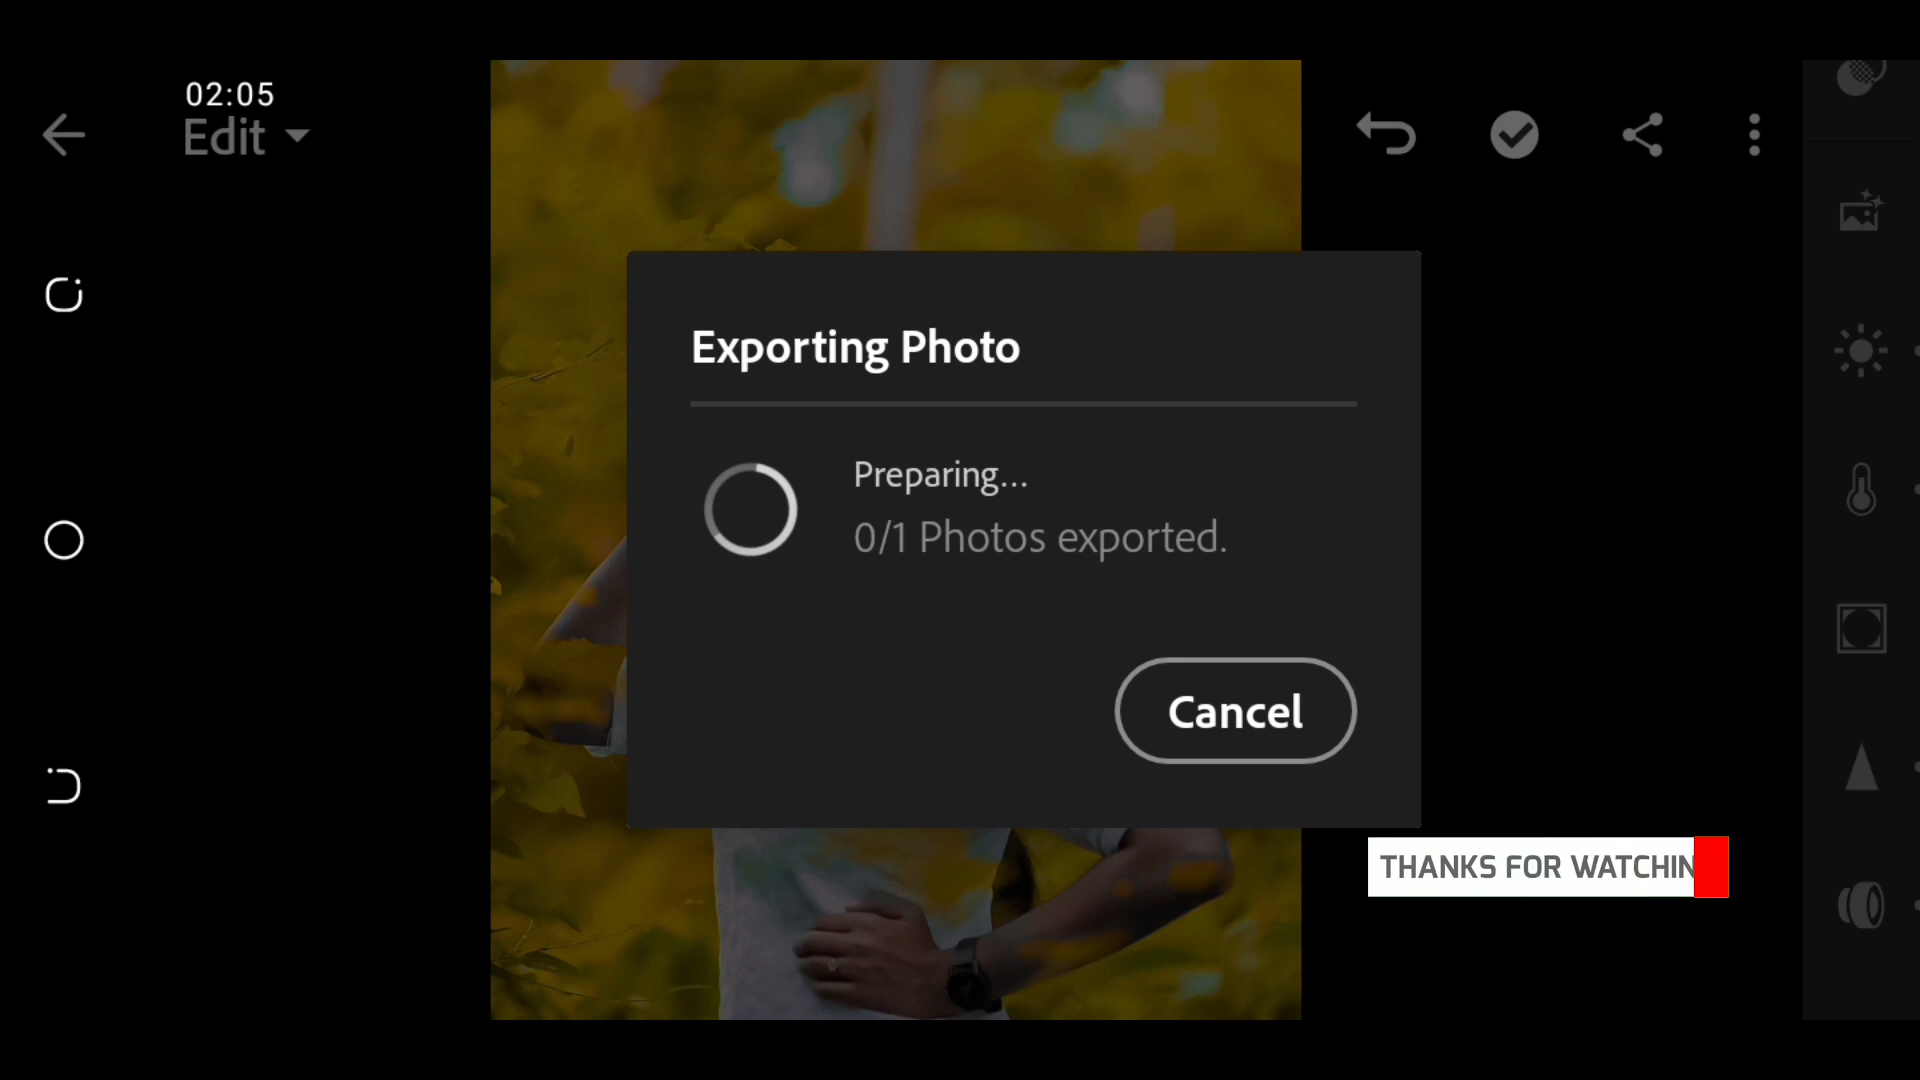 02:05
Edit
Exporting Photo
Preparing...
0/1 Photos exported.
Cancel
THANKS FOR WATCHIN